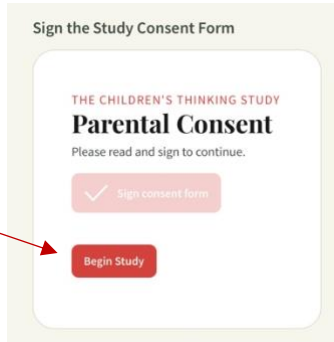 Sign the Study Consent Form
THE CHILDREN'S THINKING STUDY
Parental Consent
Please read and sign to continue.
Sign consent form
Begin Study